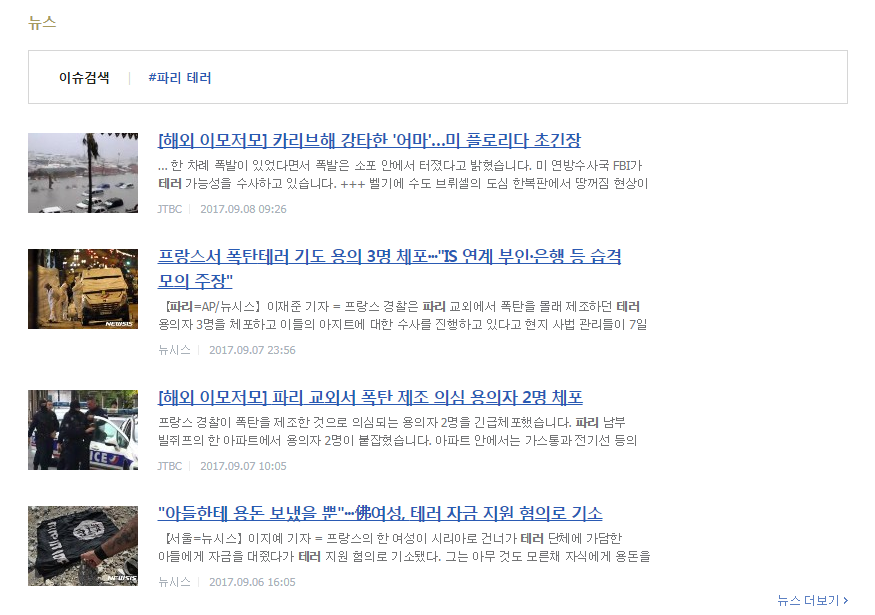 뉴스
이슈검색 #파리 테러
[해외 이모저모] 카리브해 강타한 '어마'…미 플로리다 초긴장
... 한 차례 폭발이 있었다면서 폭발은 소포 안에서 터졌다고 밝혔습니다. 미 연방수사국 FBI가
테러 가능성을 수사하고 있습니다. +++ 벨기에 수도 브뤼셀의 도심 한복판에서 땅꺼짐 현상이
JTBC 2017.09.08 09:26
프랑스서 폭탄테러 기도 용의 3명 체포…"IS 연계 부인·은행 등 습격
모의 주장"
【파리=AP/뉴시스】이재준 기자 = 프랑스 경찰은 파리 교외에서 폭탄을 몰래 제조하던 테러
용의자 3명을 체포하고 이들의 아지트에 대한 수사를 진행하고 있다고 현지 사법 관리들이 7일
NEWSIS
뉴시스 2017.09.07 23:56
[해외 이모저모] 파리 교외서 폭탄 제조 의심 용의자 2명 체포
프랑스 경찰이 폭탄을 제조한 것으로 의심되는 용의자 2명을 긴급체포했습니다. 파리 남부
빌쥐프의 한 아파트에서 용의자 2명이 붙잡혔습니다. 아파트 안에서는 가스통과 전기선 등의
JTBC 2017.09.07 10:05
"아들한테 용돈 보냈을 뿐"…佛여성, 테러 자금 지원 혐의로 기소
【서울=뉴시스】이지예 기자 = 프랑스의 한 여성이 시리아로 건너가 테러 단체에 가담한
아들에게 자금을 대줬다가 테러 지원 혐의로 기소됐다. 그는 아무 것도 모른채 자식에게 용돈을
NEWSIS
뉴시스 2017.09.06 16:05
뉴스 더보기 >